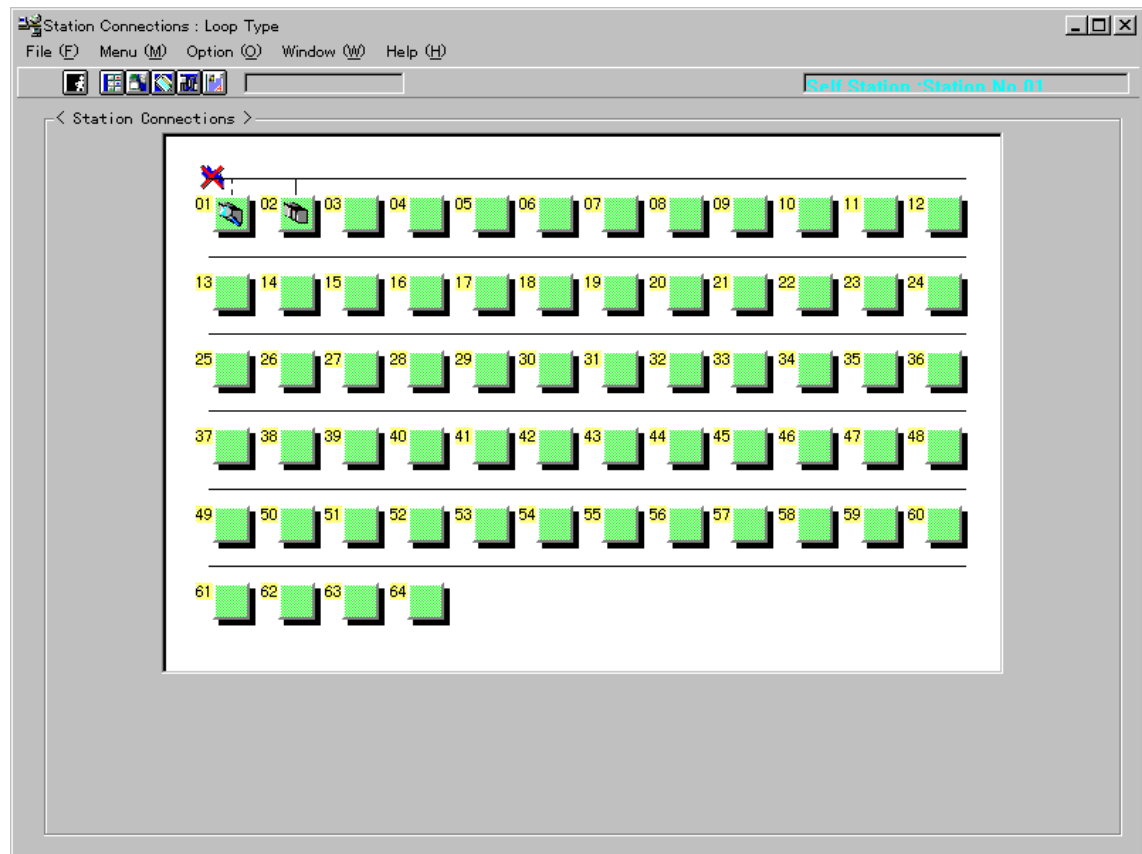 Station Connections : Loop Type
File (F) Menu (M) Option (O) Window (W) Help (H)
Self Station :Station No.01
< Station Connections >
01 02 03 04 05 06 07 08 09 10 11 12
13 14 15 16 17 18 19 20 21 22 23 24
25 26 27 28 29 30 31 32 33 34 35 36
37 38 39 40 41 42 43 44 45 46 47 48
49 50 51 52 53 54 55 56 57 58 59 60
61 62 63 64